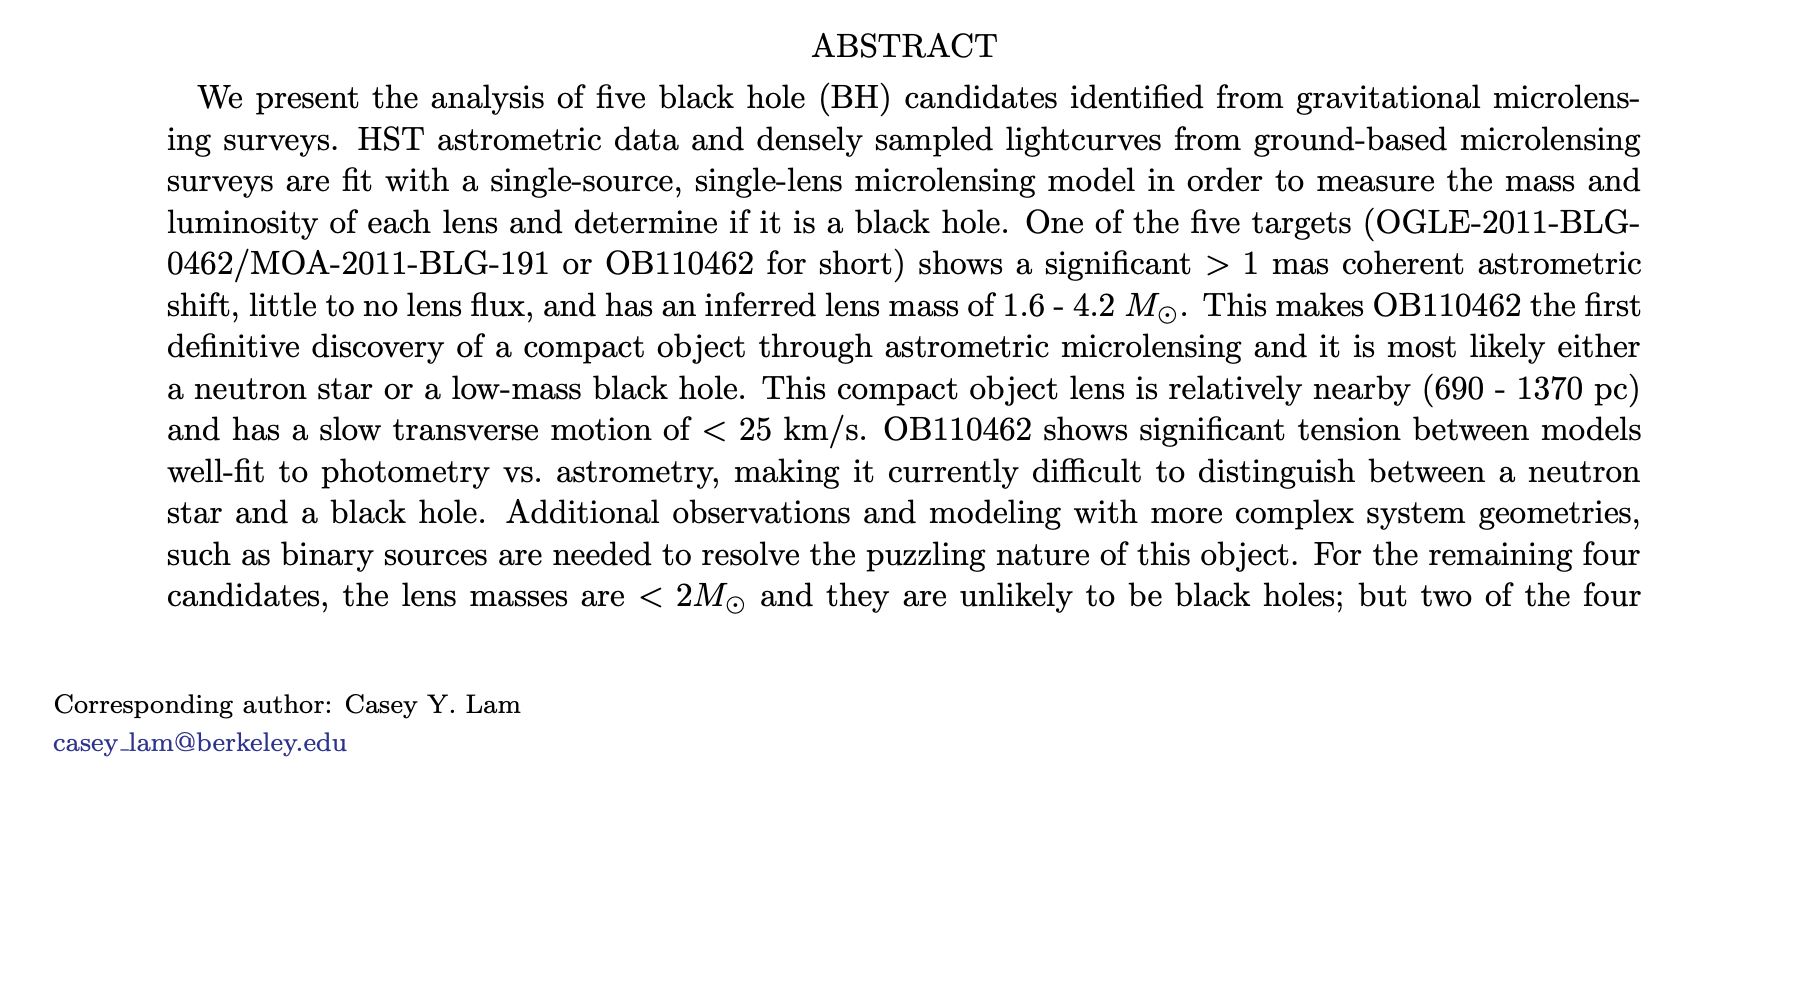 ABSTRACT
We present the analysis of five black hole (BH) candidates identified from gravitational microlens-
ing surveys. HST astrometric data and densely sampled lightcurves from ground-based microlensing
surveys are fit with a single-source, single-lens microlensing model in order to measure the mass and
luminosity of each lens and determine if it is a black hole. One of the five targets (OGLE-2011-BLG-
0462/MOA-2011-BLG-191 or OB110462 for short) shows a significant > 1 mas coherent astrometric
shift, little to no lens flux, and has an inferred lens mass of 1.6 - 4.2 M⊙. This makes OB110462 the first
definitive discovery of a compact object through astrometric microlensing and it is most likely either
a neutron star or a low-mass black hole. This compact object lens is relatively nearby (690 - 1370 pc)
and has a slow transverse motion of < 25 km/s. OB110462 shows significant tension between models
well-fit to photometry vs. astrometry, making it currently difficult to distinguish between a neutron
star and a black hole. Additional observations and modeling with more complex system geometries,
such as binary sources are needed to resolve the puzzling nature of this object. For the remaining four
candidates, the lens masses are < 2M⊙ and they are unlikely to be black holes; but two of the four
Corresponding author: Casey Y. Lam
casey_lam@berkeley.edu